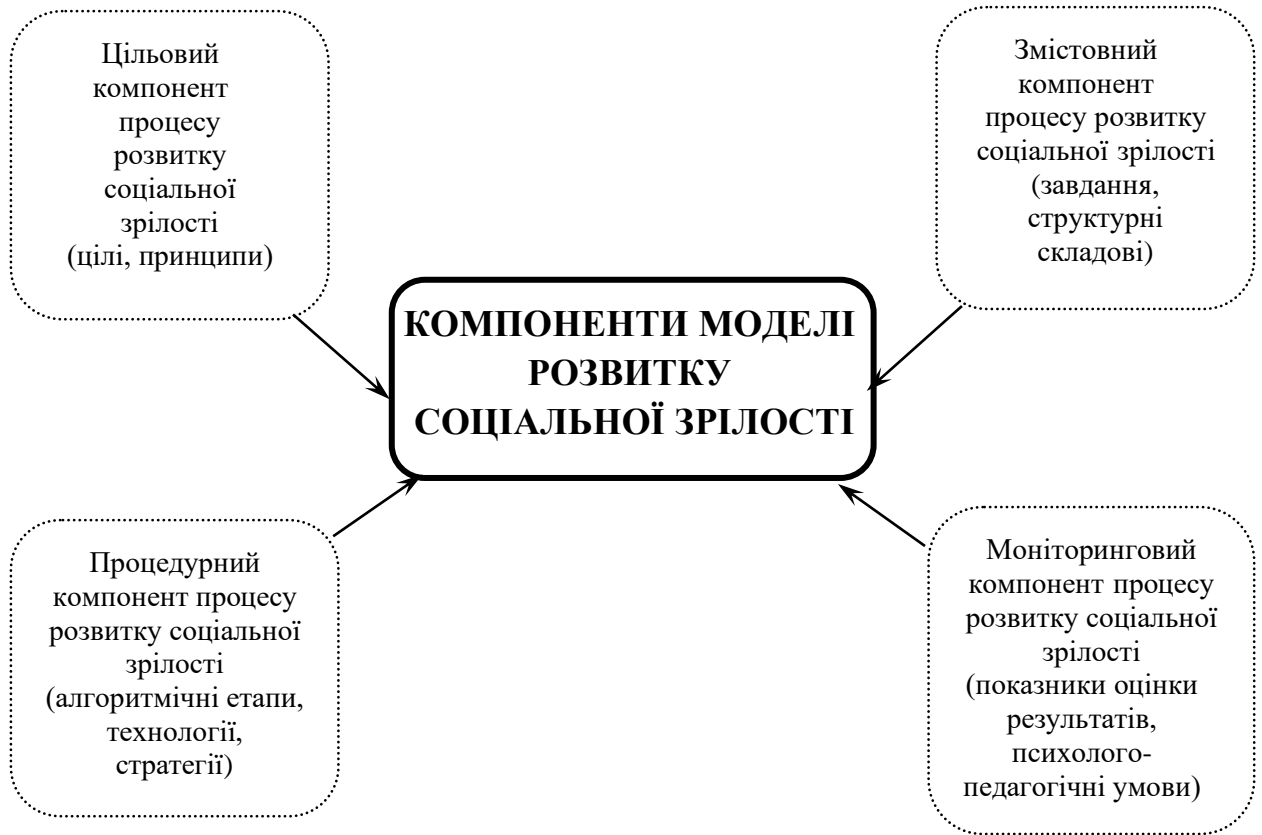 Цільовий
компонент
процесу
розвитку
соціальної
зрілості
(цілі, принципи)
Змістовний
компонент
процесу розвитку
соціальної зрілості
(завдання,
структурні
складові)
КОМПОНЕНТИ МОДЕЛІ
РОЗВИТКУ
СОЦІАЛЬНОЇ ЗРІЛОСТІ
Процедурний
компонент процесу
розвитку соціальної
зрілості
(алгоритмічні етапи,
технології,
стратегії)
Моніторинговий
компонент процесу
розвитку соціальної
зрілості
(показники оцінки
результатів,
психолого-
педагогічні умови)